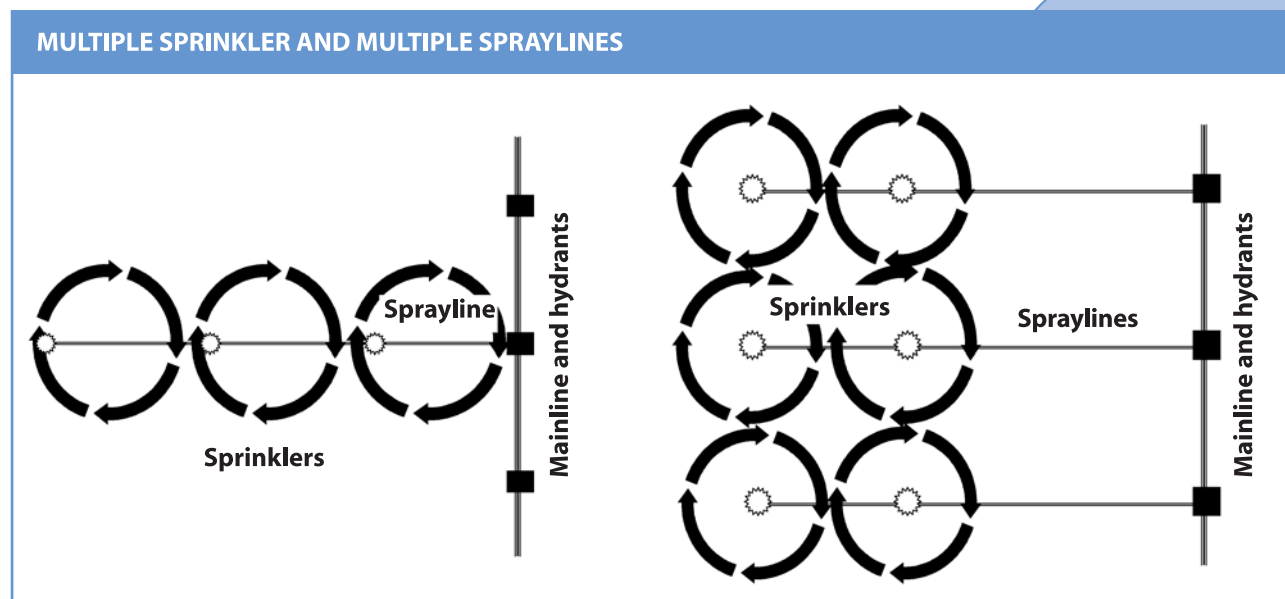 MULTIPLE SPRINKLER AND MULTIPLE SPRAYLINES
Sprayline
Sprinklers
Mainline and hydrants
Sprinklers
Spraylines
Mainline and hydrants